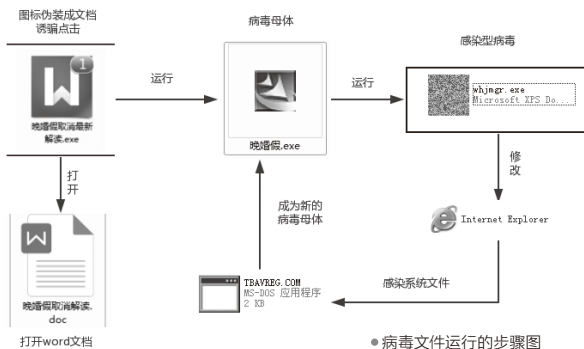 图标伪装成文档
诱骗点击
病毒母体
感染型病毒
1
W
晚婚假取消最新
解读.exe
运行
晚婚假.exe
运行
whjmgr.exe
Microsoft XPS Do...
打
开
成为新的
病毒母体
修
改
Internet Explorer
W
晚婚假取消解读.
doc
TBAVREG.COM
MS-DOS 应用程序
2 KB
感染系统文件
打开word文档
●病毒文件运行的步骤图